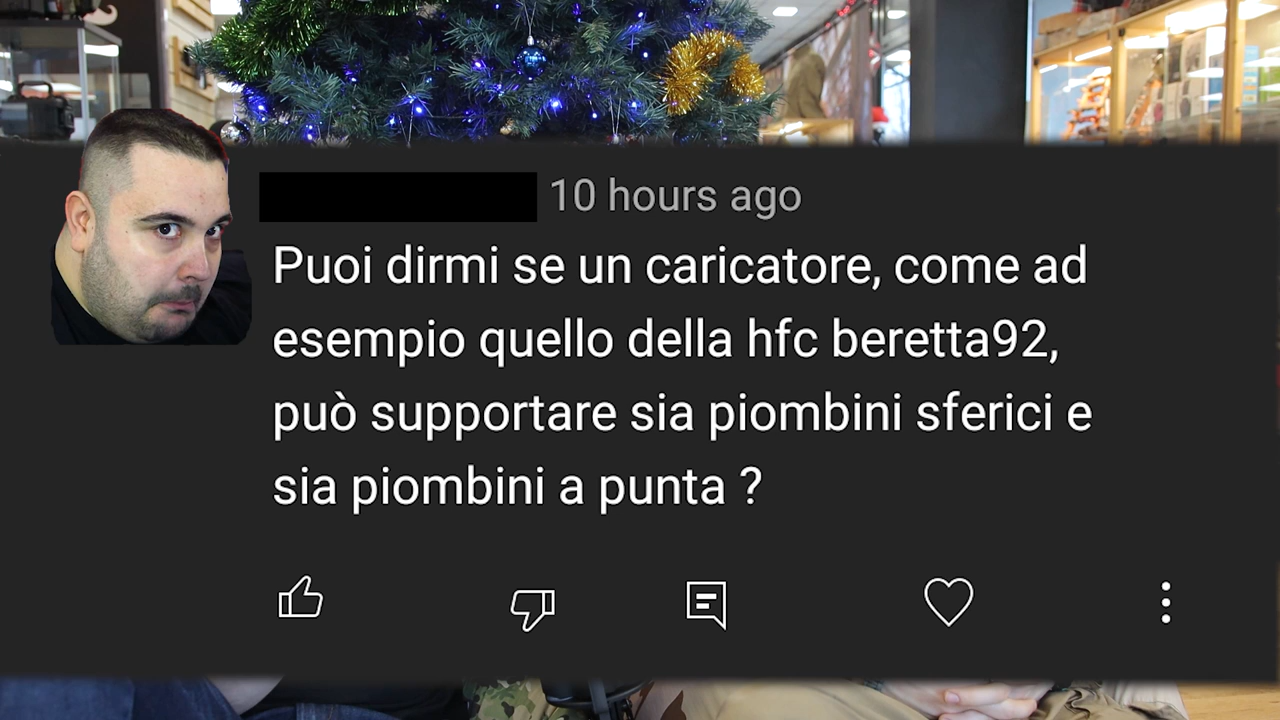 10 hours ago
Puoi dirmi se un caricatore, come ad
esempio quello della hfc beretta92,
può supportare sia piombini sferici e
sia piombini a punta ?